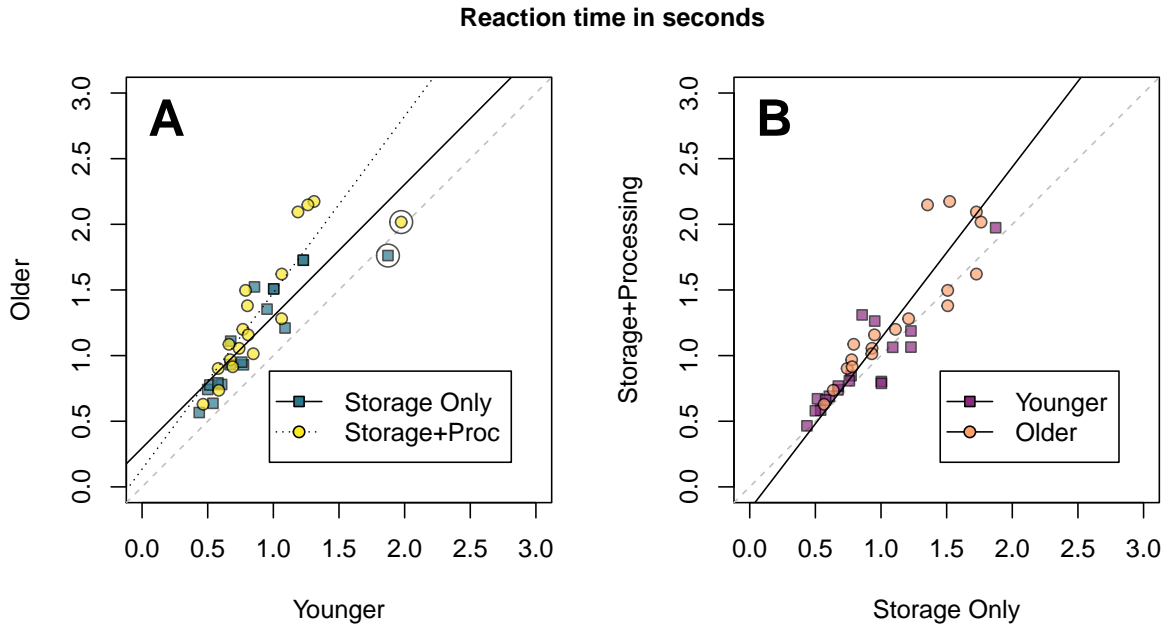 Reaction time in seconds
A
3.0
2.5
2.0
1.5
1.0
0.5
0.0
Older
Storage Only
Storage+Proc
0.0 0.5 1.0 1.5 2.0 2.5 3.0
Younger
B
3.0
2.5
2.0
1.5
1.0
0.5
0.0
Storage+Processing
Younger
Older
0.0 0.5 1.0 1.5 2.0 2.5 3.0
Storage Only